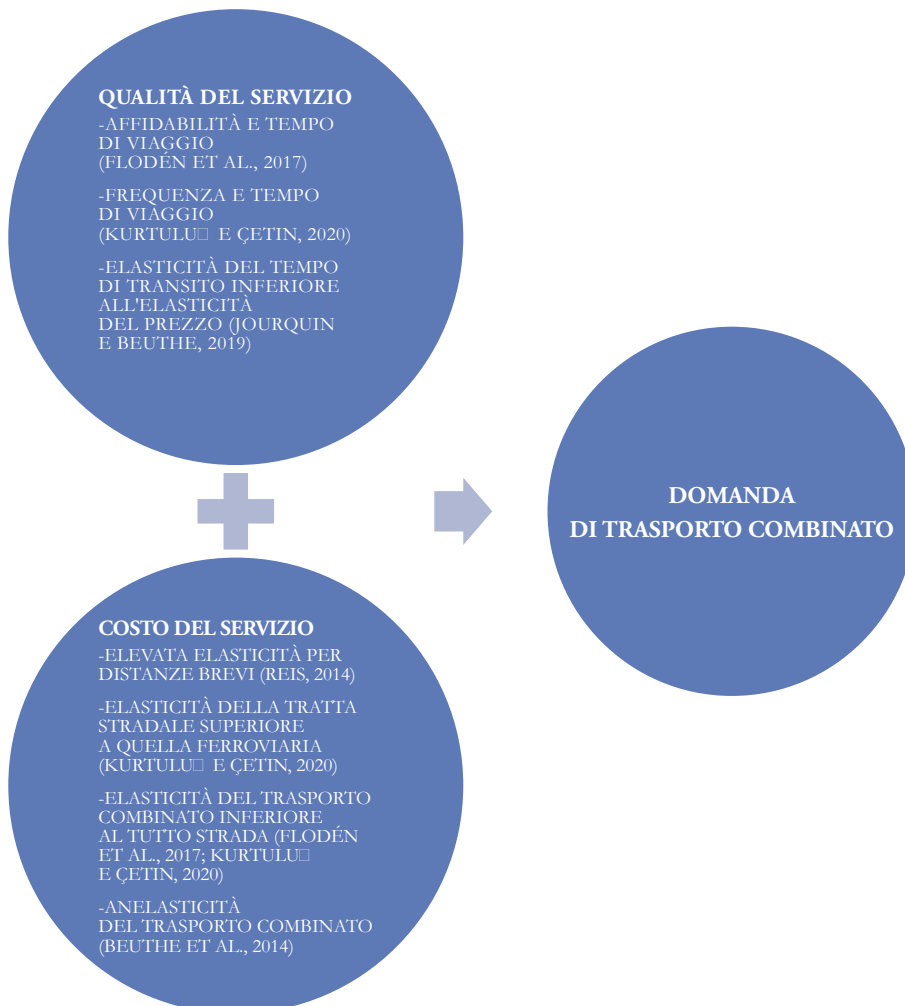 QUALITÀ DEL SERVIZIO
-AFFIDABILITÀ E TEMPO
DI VIAGGIO
(FLODÉN ET AL., 2017)
-FREQUENZA E TEMPO
DI VIAGGIO
(KURTULU□ E ÇETIN, 2020)
-ELASTICITÀ DEL TEMPO
DI TRANSITO INFERIORE
ALL'ELASTICITÀ
DEL PREZZO (JOURQUIN
E BEUTHE, 2019)
COSTO DEL SERVIZIO
-ELEVATA ELASTICITÀ PER
DISTANZE BREVI (REIS, 2014)
-ELASTICITÀ DELLA TRATTA
STRADALE SUPERIORE
A QUELLA FERROVIARIA
(KURTULU□ E ÇETIN, 2020)
-ELASTICITÀ DEL TRASPORTO
COMBINATO INFERIORE
AL TUTTO STRADA (FLODÉN
ET AL., 2017; KURTULU□
E ÇETIN, 2020)
-ANELASTICITÀ
DEL TRASPORTO COMBINATO
(BEUTHE ET AL., 2014)
DOMANDA
DI TRASPORTO COMBINATO